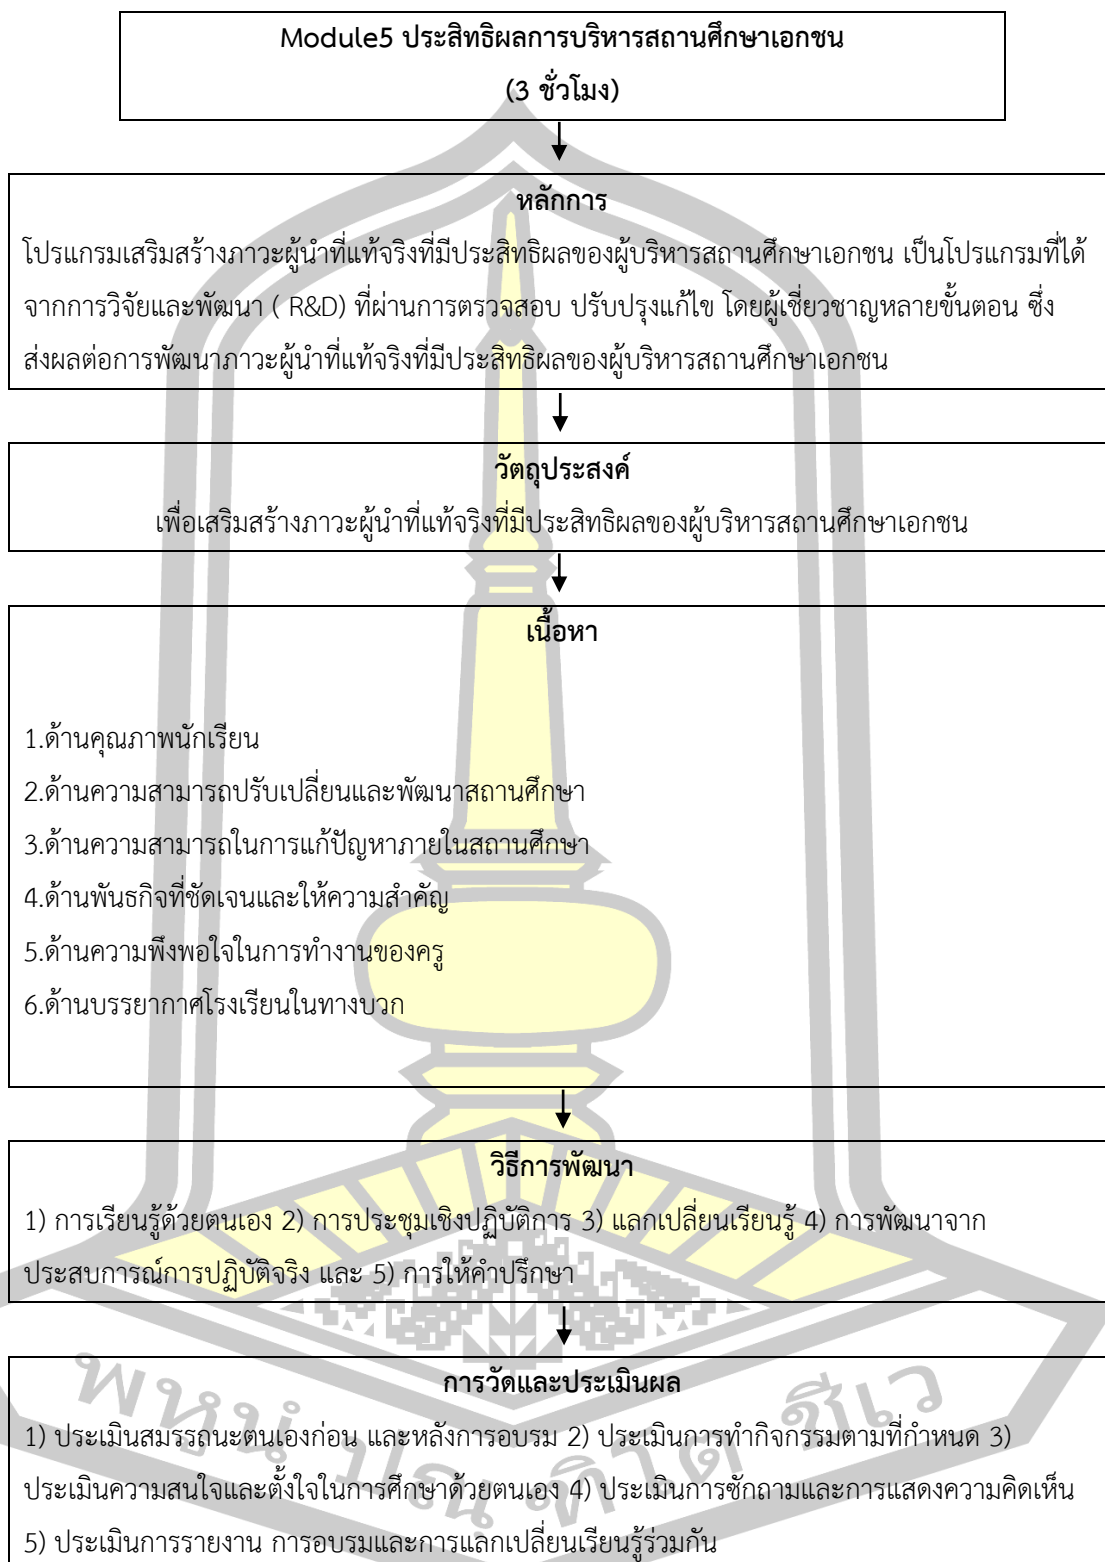 Module5 ประสิทธิผลการบริหารสถานศึกษาเอกชน
(3 ชั่วโมง)
หลักการ
โปรแกรมเสริมสร้างภาวะผู้นำที่แท้จริงที่มีประสิทธิผลของผู้บริหารสถานศึกษาเอกชน เป็นโปรแกรมที่ได้
จากการวิจัยและพัฒนา ( R&D) ที่ผ่านการตรวจสอบ ปรับปรุงแก้ไข โดยผู้เชี่ยวชาญหลายขั้นตอน ซึ่ง
ส่งผลต่อการพัฒนาภาวะผู้นำที่แท้จริงที่มีประสิทธิผลของผู้บริหารสถานศึกษาเอกชน
วัตถุประสงค์
เพื่อเสริมสร้างภาวะผู้นำที่แท้จริงที่มีประสิทธิผลของผู้บริหารสถานศึกษาเอกชน
เนื้อหา
1.ด้านคุณภาพนักเรียน
2.ด้านความสามารถปรับเปลี่ยนและพัฒนาสถานศึกษา
3.ด้านความสามารถในการแก้ปัญหาภายในสถานศึกษา
4.ด้านพันธกิจที่ชัดเจนและให้ความสำคัญ
5.ด้านความพึงพอใจในการทำงานของครู
6.ด้านบรรยากาศโรงเรียนในทางบวก
วิธีการพัฒนา
1) การเรียนรู้ด้วยตนเอง 2) การประชุมเชิงปฏิบัติการ 3) แลกเปลี่ยนเรียนรู้ 4) การพัฒนาจาก
ประสบการณ์การปฏิบัติจริง และ 5) การให้คำปรึกษา
การวัดและประเมินผล
1) ประเมินสมรรถนะตนเองก่อน และหลังการอบรม 2) ประเมินการทำกิจกรรมตามที่กำหนด 3)
ประเมินความสนใจและตั้งใจในการศึกษาด้วยตนเอง 4) ประเมินการซักถามและการแสดงความคิดเห็น
5) ประเมินการรายงาน การอบรมและการแลกเปลี่ยนเรียนรู้ร่วมกัน
พหุนํ ปณฺฑิโต ชีเว